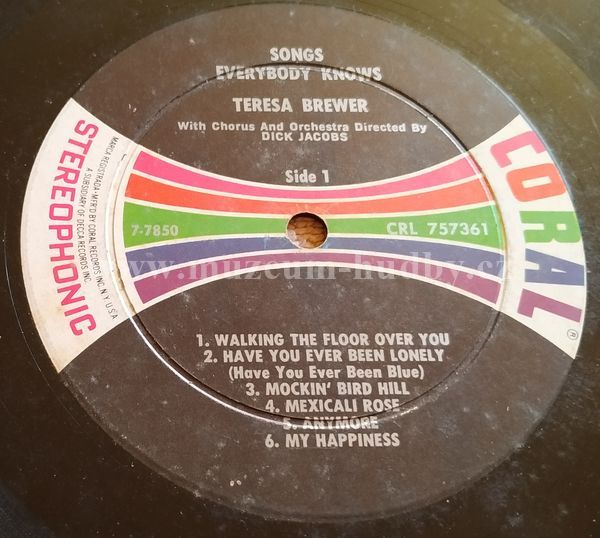 SONGS
EVERYBODY KNOWS
TERESA BREWER
With Chorus And Orchestra Directed By
DICK JACOBS
Side 1
7-7850
CRL 757361
1. WALKING THE FLOOR OVER YOU
2. HAVE YOU EVER BEEN LONELY
(Have You Ever Been Blue)
3. MOCKIN' BIRD HILL
4. MEXICALI ROSE
5. ANYMORE
6. MY HAPPINESS
STEREOPHONIC
MARCA REGISTRADA·MFR'D BY CORAL RECORDS INC. N.Y. U.S.A.
A SUBSIDIARY OF DECCA RECORDS INC.
CORAL
®
www.muzeum-hudby.cz